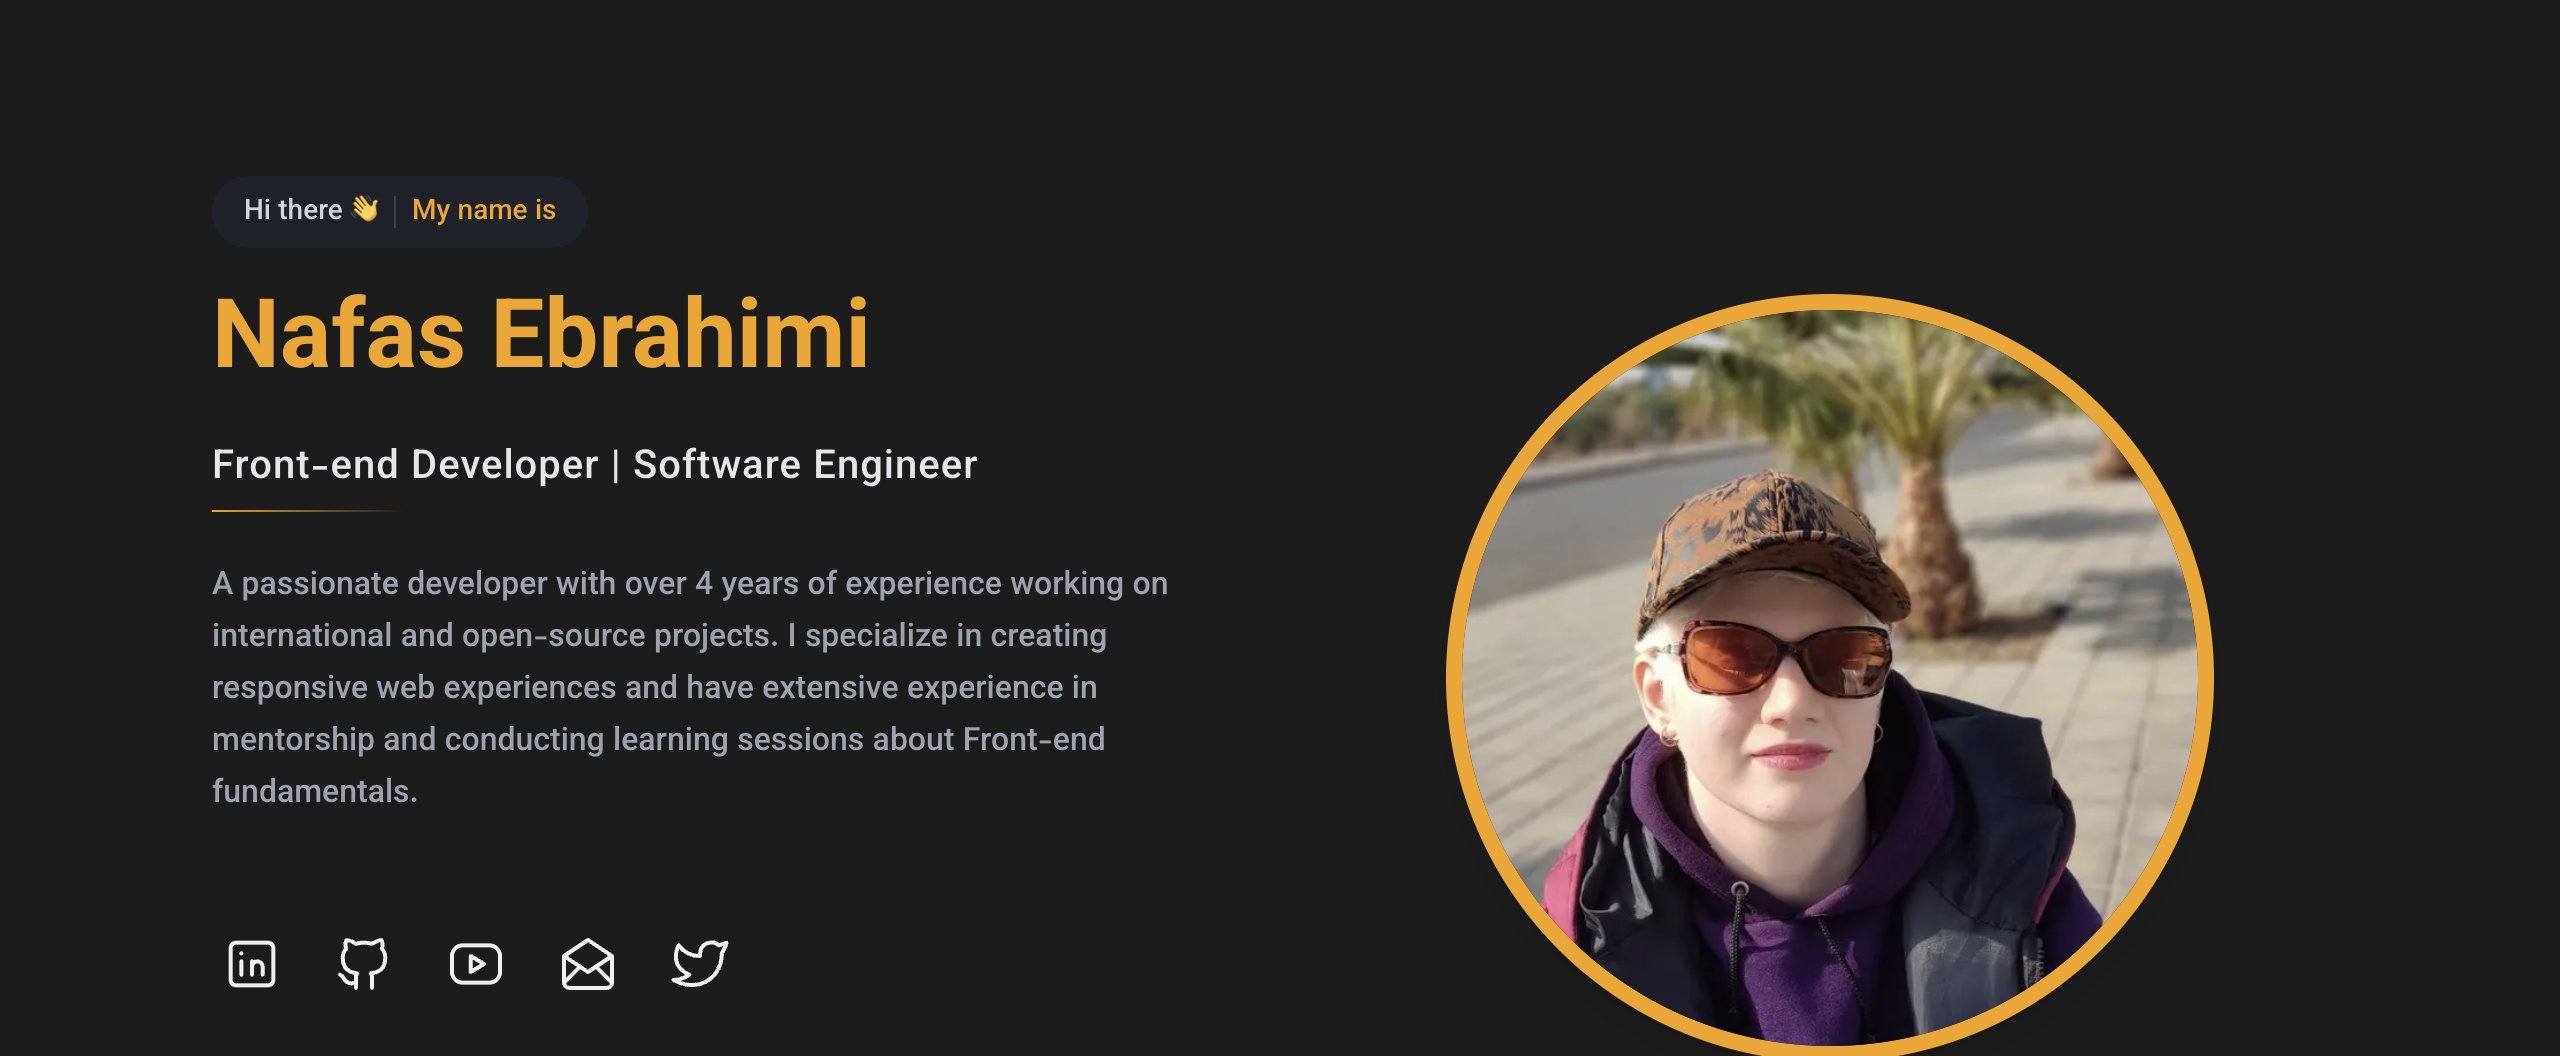 Hi there 👋 | My name is
Nafas Ebrahimi
Front-end Developer | Software Engineer
A passionate developer with over 4 years of experience working on
international and open-source projects. I specialize in creating
responsive web experiences and have extensive experience in
mentorship and conducting learning sessions about Front-end
fundamentals.
in